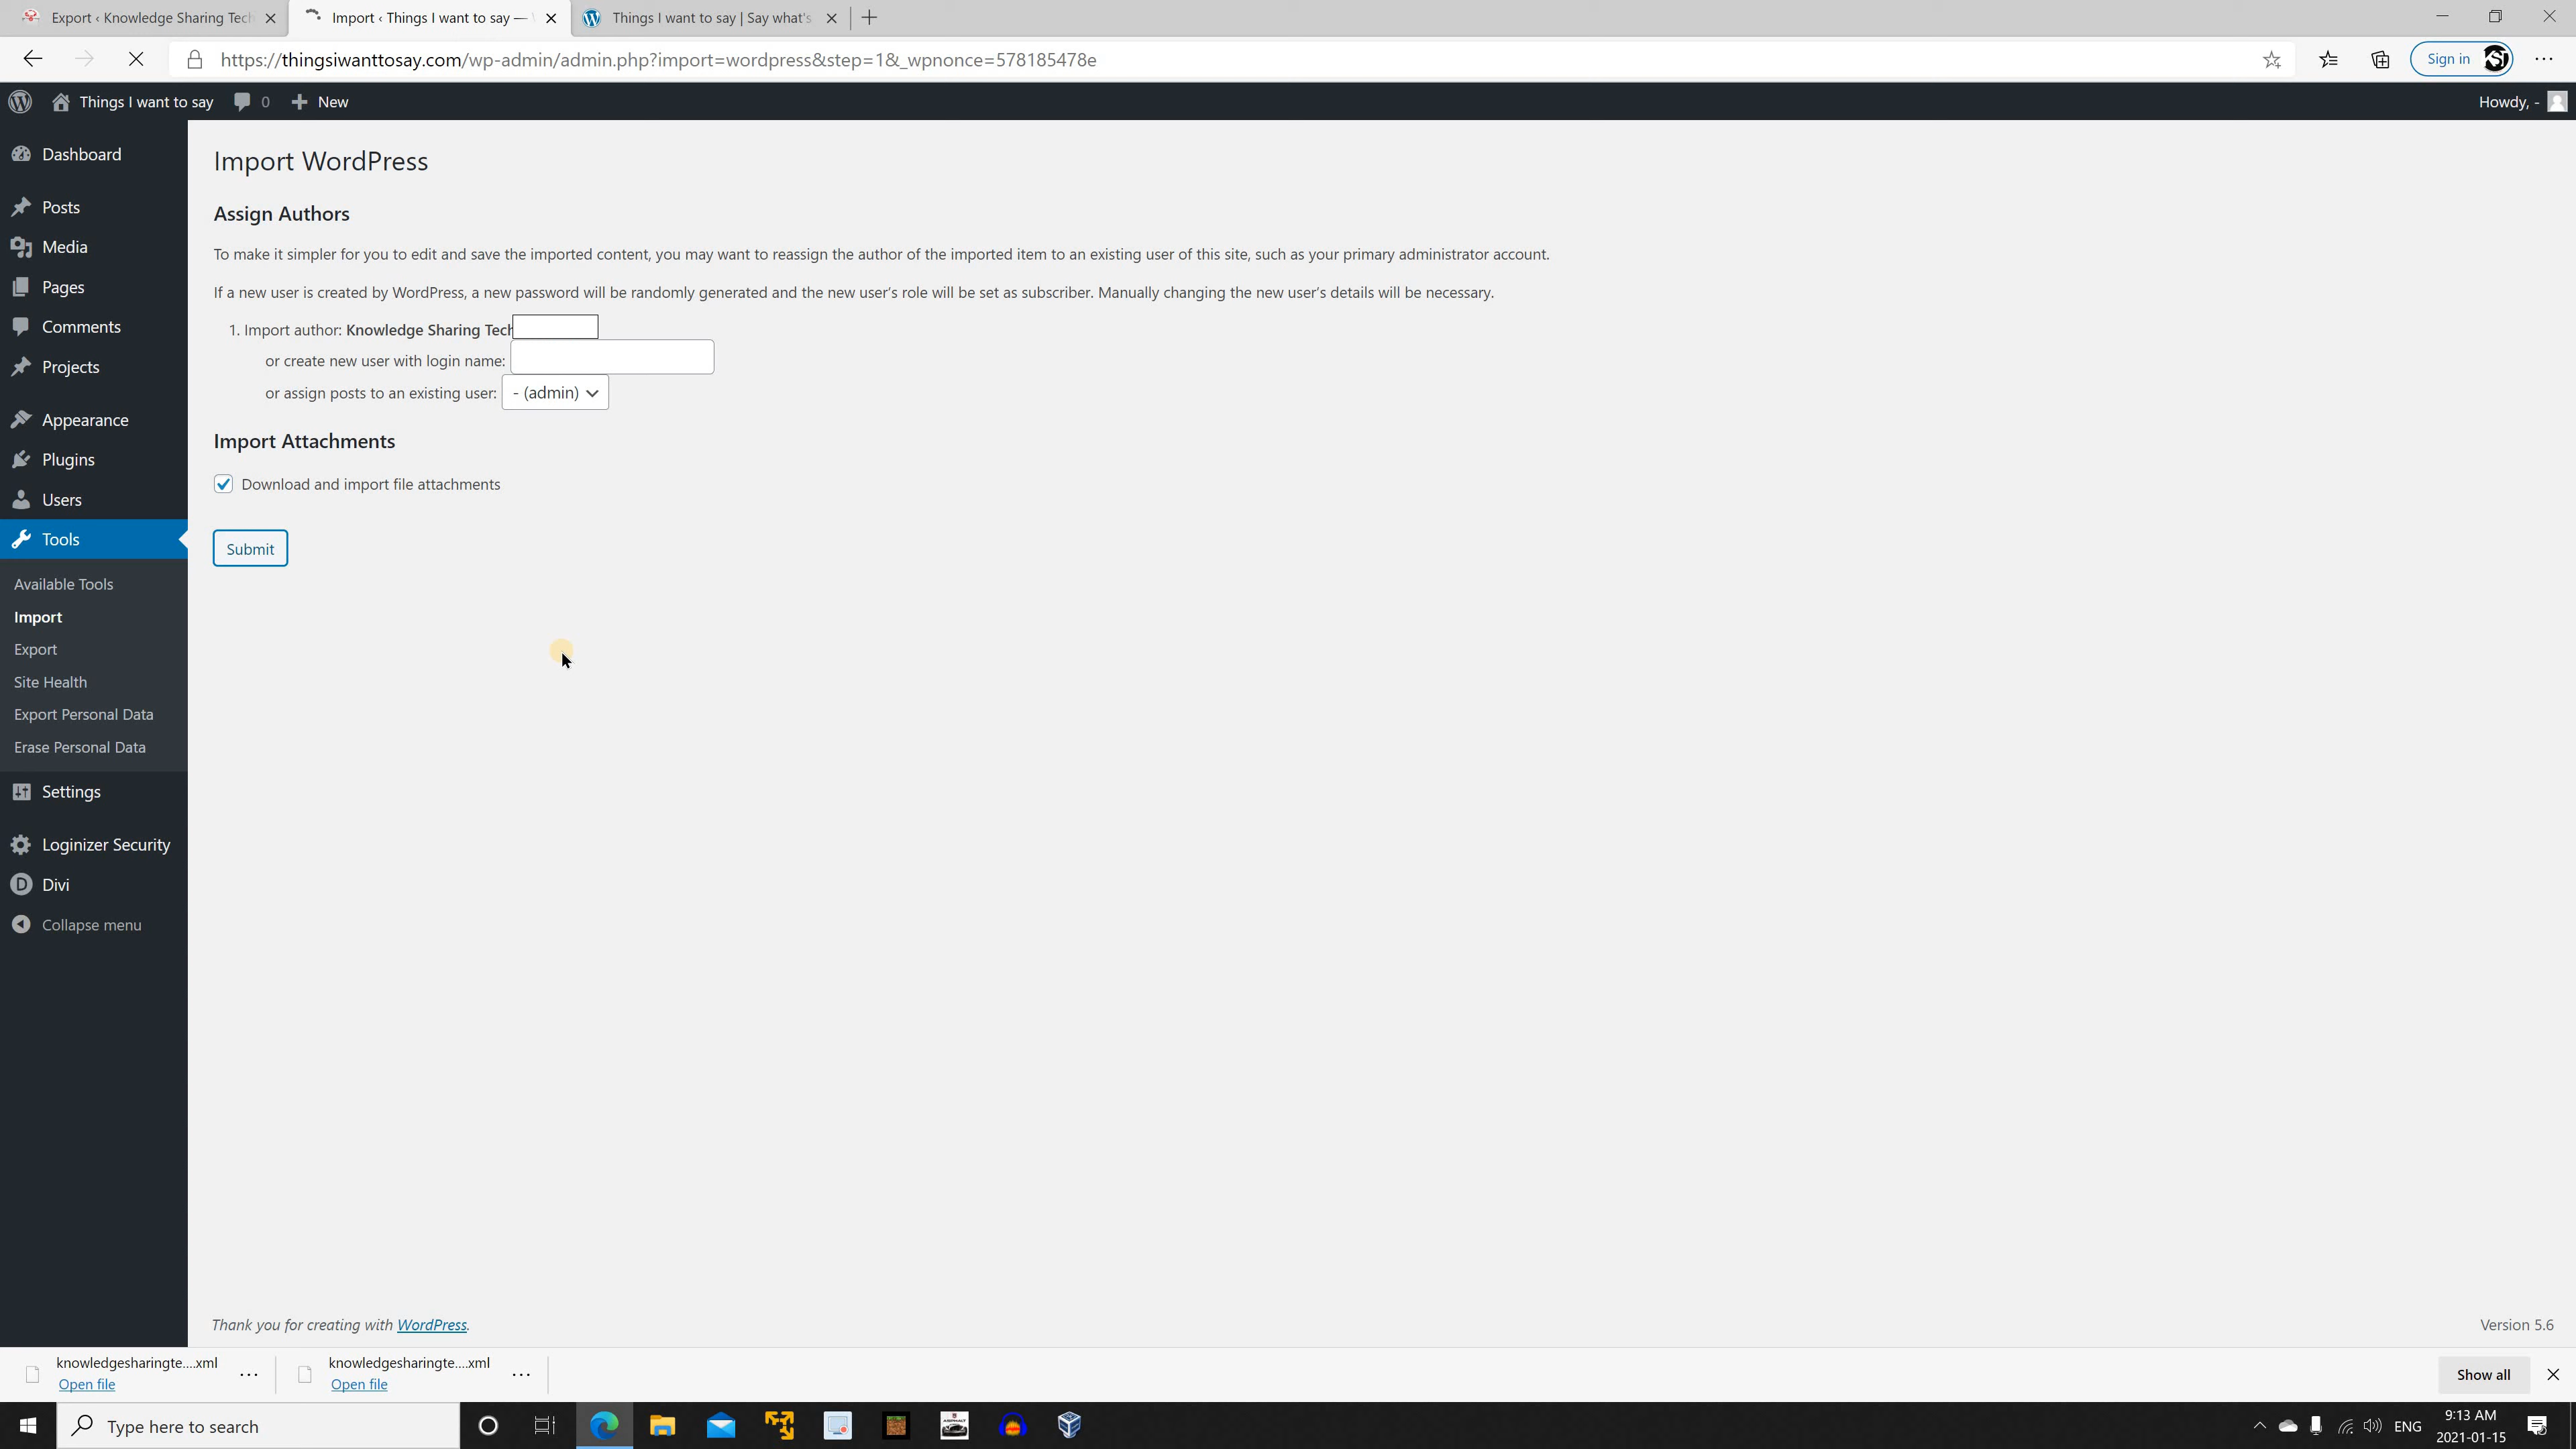 Export ‹ Knowledge Sharing Tech
Import ‹ Things I want to say —
Things I want to say | Say what's
https://thingsiwanttosay.com/wp-admin/admin.php?import=wordpress&step=1&_wpnonce=578185478e
Sign in
Things I want to say
0
New
Howdy, -
Dashboard
Posts
Media
Pages
Comments
Projects
Appearance
Plugins
Users
Tools
Available Tools
Import
Export
Site Health
Export Personal Data
Erase Personal Data
Settings
Loginizer Security
Divi
Collapse menu
Import WordPress
Assign Authors
To make it simpler for you to edit and save the imported content, you may want to reassign the author of the imported item to an existing user of this site, such as your primary administrator account.
If a new user is created by WordPress, a new password will be randomly generated and the new user's role will be set as subscriber. Manually changing the new user's details will be necessary.
1. Import author: Knowledge Sharing Tech
or create new user with login name:
or assign posts to an existing user: - (admin)
Import Attachments
Download and import file attachments
Submit
Thank you for creating with WordPress.
Version 5.6
knowledgesharingte....xml
Open file
knowledgesharingte....xml
Open file
Show all
Type here to search
ENG
9:13 AM
2021-01-15